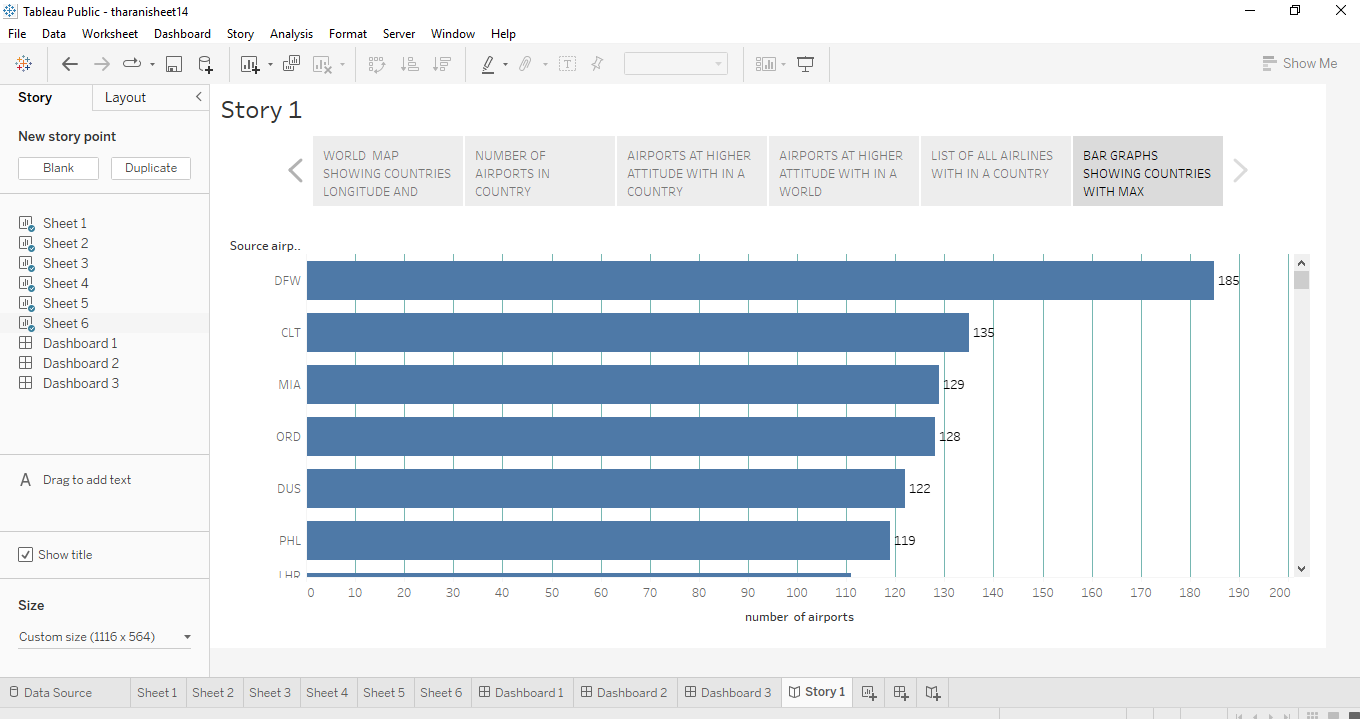 Tableau Public - tharanisheet14
File Data Worksheet Dashboard Story Analysis Format Server Window Help
Show Me
Story Layout
New story point
Blank Duplicate
Sheet 1
Sheet 2
Sheet 3
Sheet 4
Sheet 5
Sheet 6
Dashboard 1
Dashboard 2
Dashboard 3
A Drag to add text
Show title
Size
Custom size (1116 x 564)
Story 1
WORLD MAP
SHOWING COUNTRIES
LONGITUDE AND
NUMBER OF
AIRPORTS IN
COUNTRY
AIRPORTS AT HIGHER
ATTITUDE WITH IN A
COUNTRY
AIRPORTS AT HIGHER
ATTITUDE WITH IN A
WORLD
LIST OF ALL AIRLINES
WITH IN A COUNTRY
BAR GRAPHS
SHOWING COUNTRIES
WITH MAX
Source airp..
DFW 185
CLT 135
MIA 129
ORD 128
DUS 122
PHL 119
LHR
0 10 20 30 40 50 60 70 80 90 100 110 120 130 140 150 160 170 180 190 200
number of airports
Data Source Sheet 1 Sheet 2 Sheet 3 Sheet 4 Sheet 5 Sheet 6 Dashboard 1 Dashboard 2 Dashboard 3 Story 1